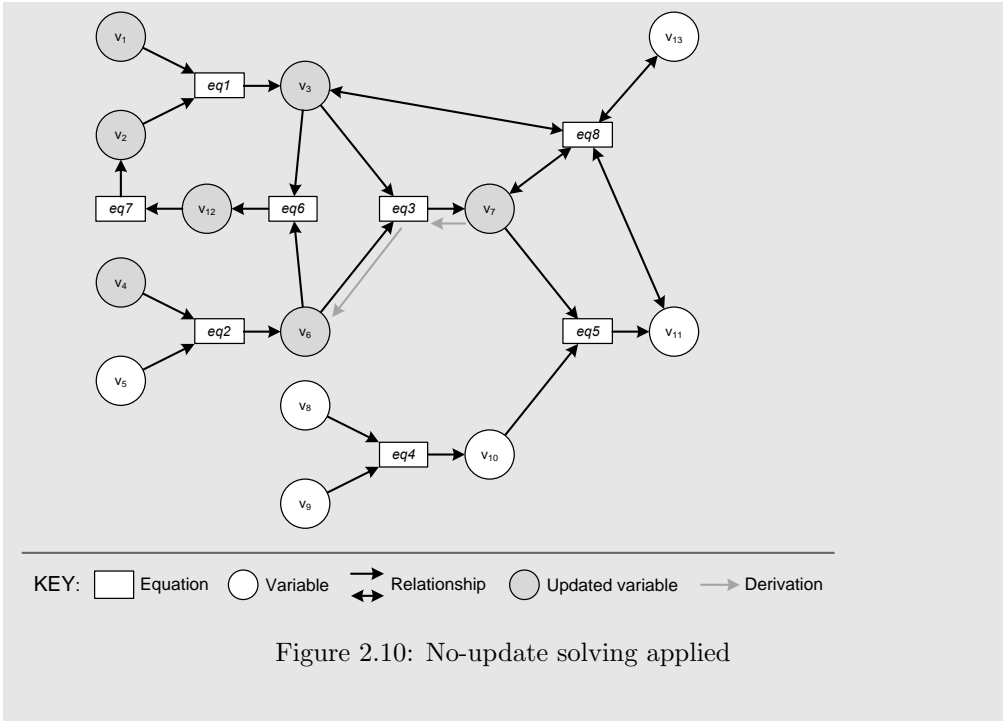 v1
v13
eq1
v3
v2
eq8
eq7
v12
eq6
eq3
v7
v4
eq2
v6
eq5
v11
v5
v8
eq4
v10
v9
KEY: Equation Variable Relationship Updated variable Derivation
Figure 2.10: No-update solving applied